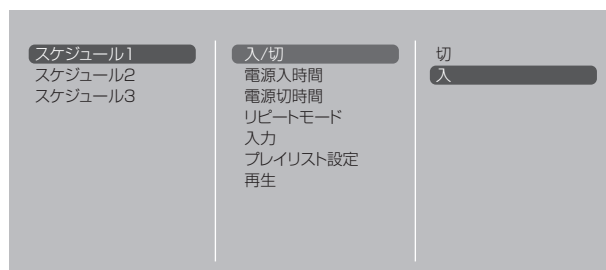 スケジュール1
スケジュール2
スケジュール3
入/切
電源入時間
電源切時間
リピートモード
入力
プレイリスト設定
再生
切
入